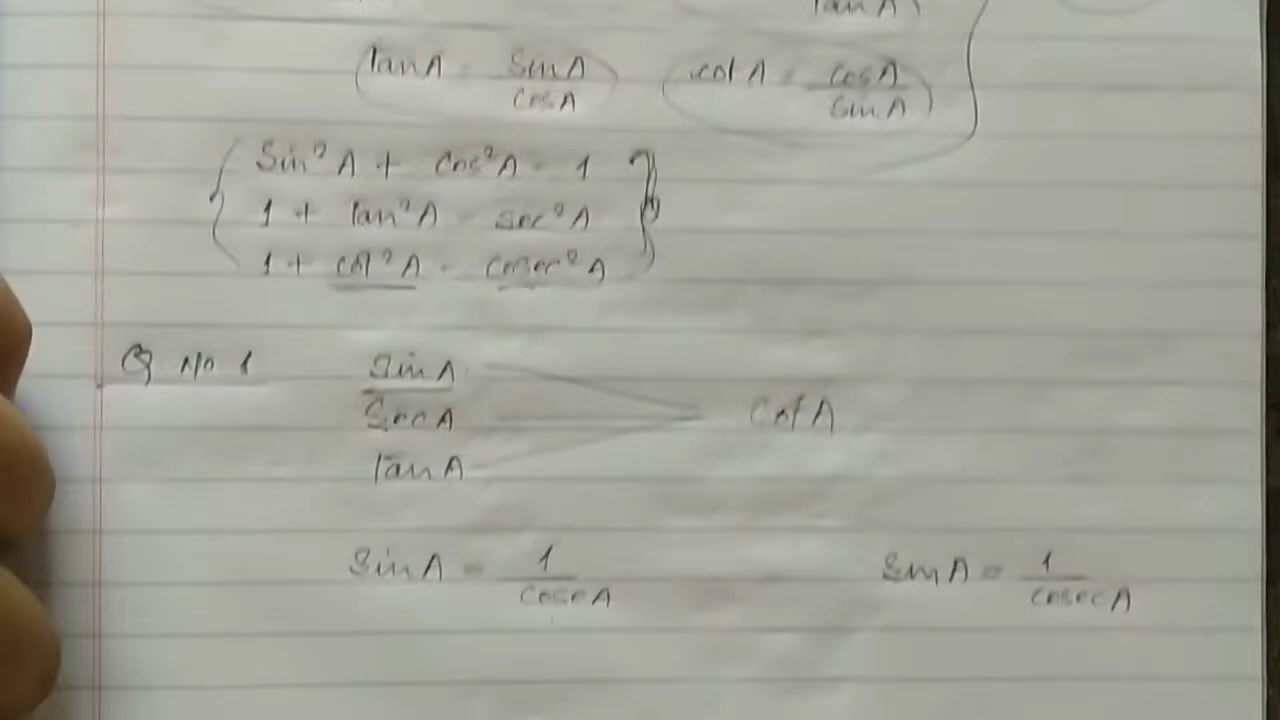 tan A
tan A = sin A / cos A    cot A = cos A / sin A
sin² A + cos² A = 1
1 + tan² A = sec² A
1 + cot² A = cosec² A
Q No 1    sin A
sec A    cot A
tan A
sin A = 1 / cosec A    sin A = 1 / cosec A